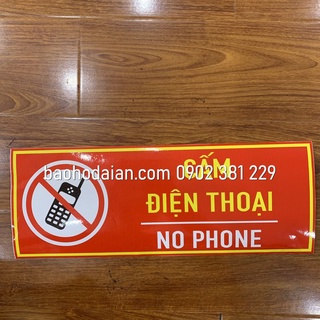 CẤM
baohodaian.com 0902 381 229
ĐIỆN THOẠI
NO PHONE